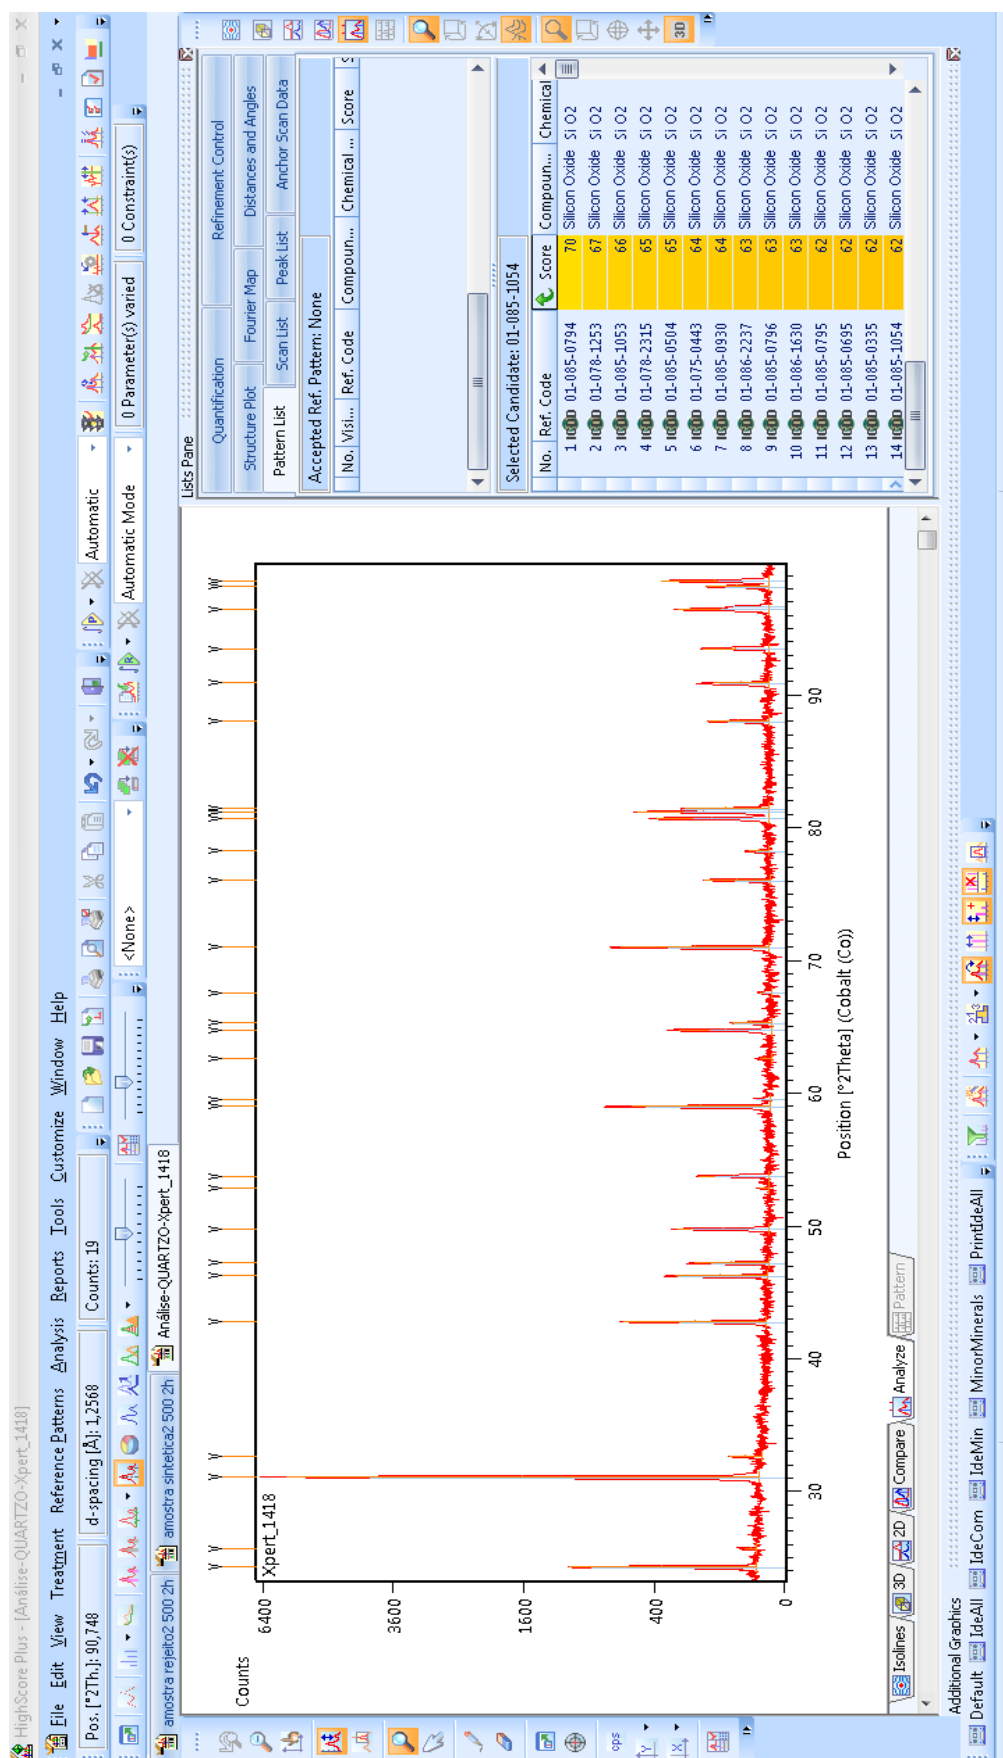 HighScore Plus - [Análise-QUARTZO-Xpert_1418]
File Edit View Treatment Reference Patterns Analysis Reports Tools Customize Window Help
Pos. [°2Th.]: 90,748 d-spacing [Å]: 1,2568 Counts: 19
Automatic 0 Parameter(s) varied 0 Constraint(s)
<None> Automatic Mode
amostra rejeito2 500 2h amostra sintetica2 500 2h Análise-QUARTZO-Xpert_1418
Counts
Xpert_1418
6400
3600
1600
400
0
30 40 50 60 70 80 90
Position [°2Theta] (Cobalt (Co))
Isolines 3D 2D Compare Analyze Pattern
Lists Pane
Quantification Refinement Control
Structure Plot Fourier Map Distances and Angles
Pattern List Scan List Peak List Anchor Scan Data
Accepted Ref. Pattern: None
No. Visi... Ref. Code Compoun... Chemical ... Score S
Selected Candidate: 01-085-1054
No. Ref. Code Score Compoun... Chemical
1 01-085-0794 70 Silicon Oxide Si O2
2 01-078-1253 67 Silicon Oxide Si O2
3 01-085-1053 66 Silicon Oxide Si O2
4 01-078-2315 65 Silicon Oxide Si O2
5 01-085-0504 65 Silicon Oxide Si O2
6 01-075-0443 64 Silicon Oxide Si O2
7 01-085-0930 64 Silicon Oxide Si O2
8 01-086-2237 63 Silicon Oxide Si O2
9 01-085-0796 63 Silicon Oxide Si O2
10 01-086-1630 63 Silicon Oxide Si O2
11 01-085-0795 62 Silicon Oxide Si O2
12 01-085-0695 62 Silicon Oxide Si O2
13 01-085-0335 62 Silicon Oxide Si O2
14 01-085-1054 62 Silicon Oxide Si O2
3D
cps
Additional Graphics
Default IdeAll IdeCom IdeMin MinorMinerals PrintIdeAll